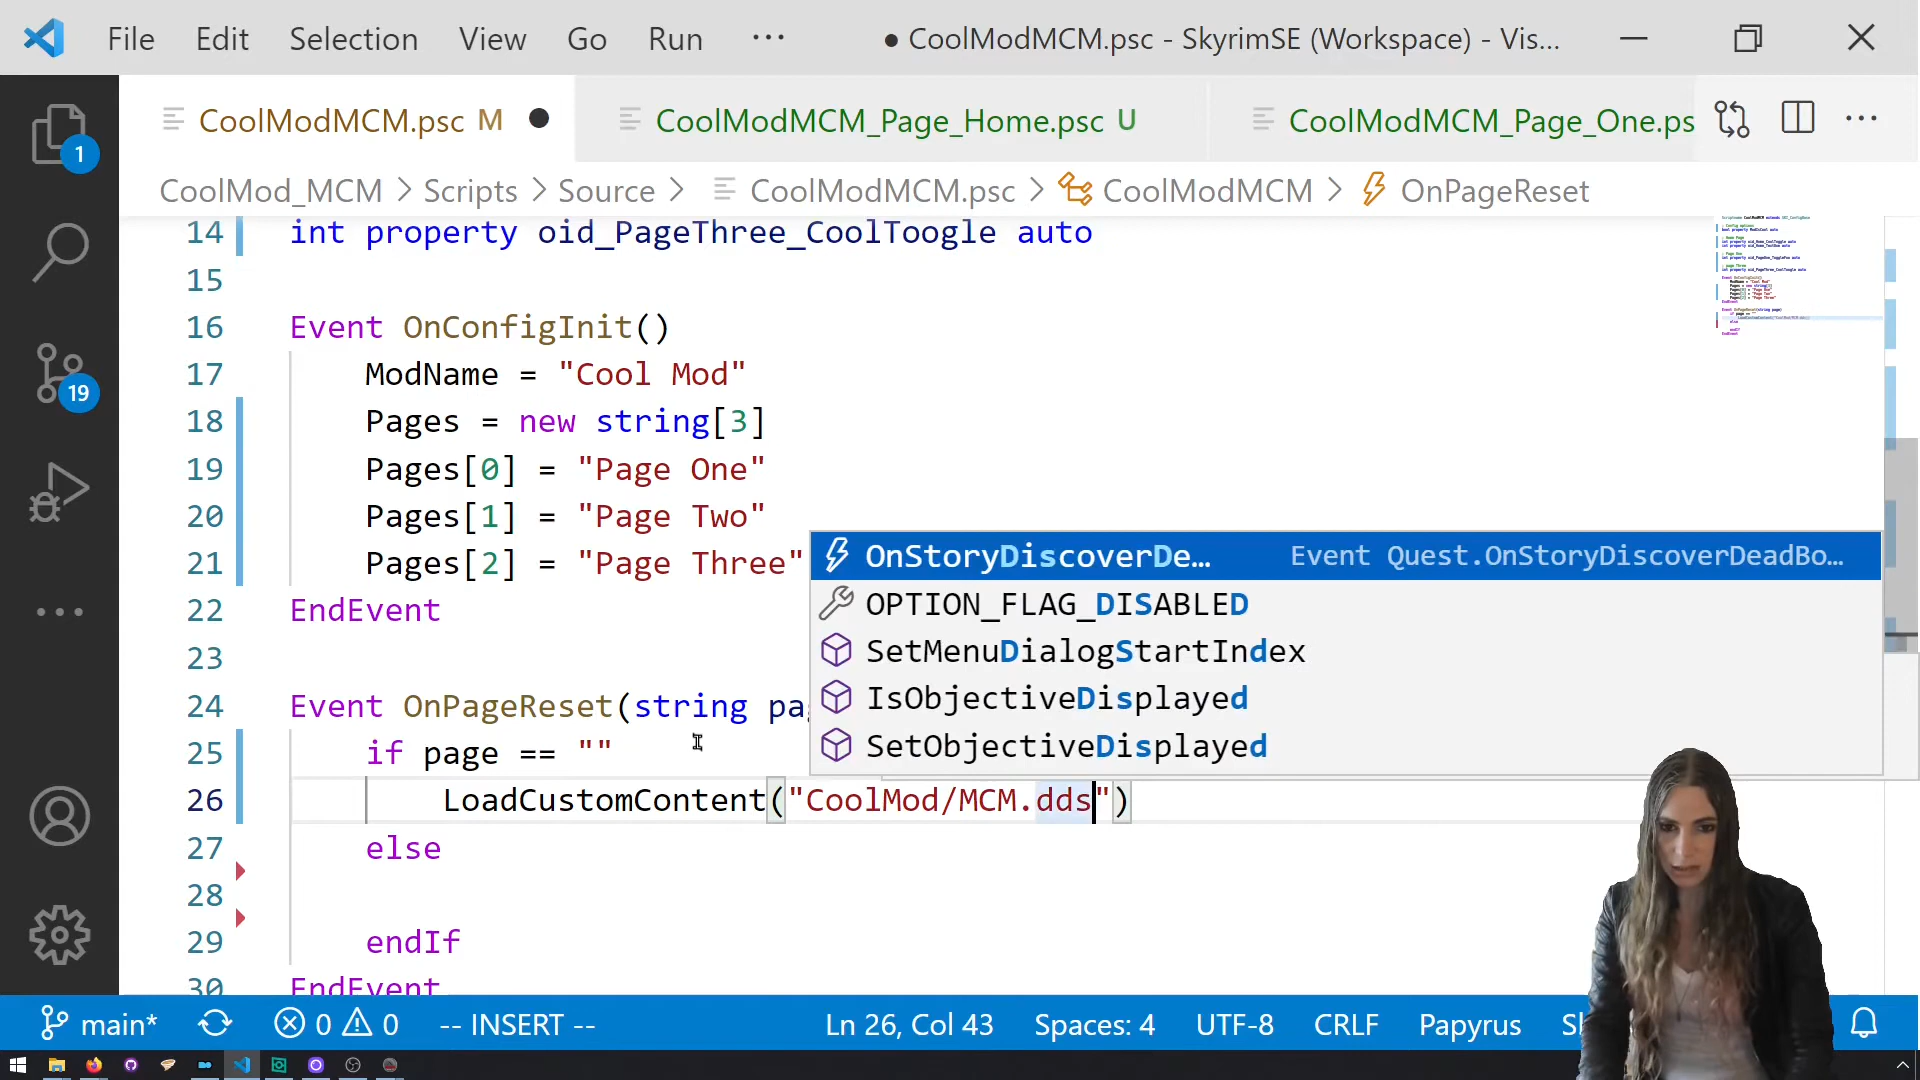 File Edit Selection View Go Run ··· ● CoolModMCM.psc - SkyrimSE (Workspace) - Vis...
CoolModMCM.psc M CoolModMCM_Page_Home.psc U CoolModMCM_Page_One.ps
CoolMod_MCM > Scripts > Source > CoolModMCM.psc > CoolModMCM > OnPageReset
14 int property oid_PageThree_CoolToogle auto
15
16 Event OnConfigInit()
17 ModName = "Cool Mod"
18 Pages = new string[3]
19 Pages[0] = "Page One"
20 Pages[1] = "Page Two"
21 Pages[2] = "Page Three"
22 EndEvent
23
24 Event OnPageReset(string pag
25 if page == ""
26 LoadCustomContent("CoolMod/MCM.dds")
27 else
28
29 endIf
30 EndEvent
OnStoryDiscoverDe... Event Quest.OnStoryDiscoverDeadBo...
OPTION_FLAG_DISABLED
SetMenuDialogStartIndex
IsObjectiveDisplayed
SetObjectiveDisplayed
1
19
main* 0 0 -- INSERT -- Ln 26, Col 43 Spaces: 4 UTF-8 CRLF Papyrus